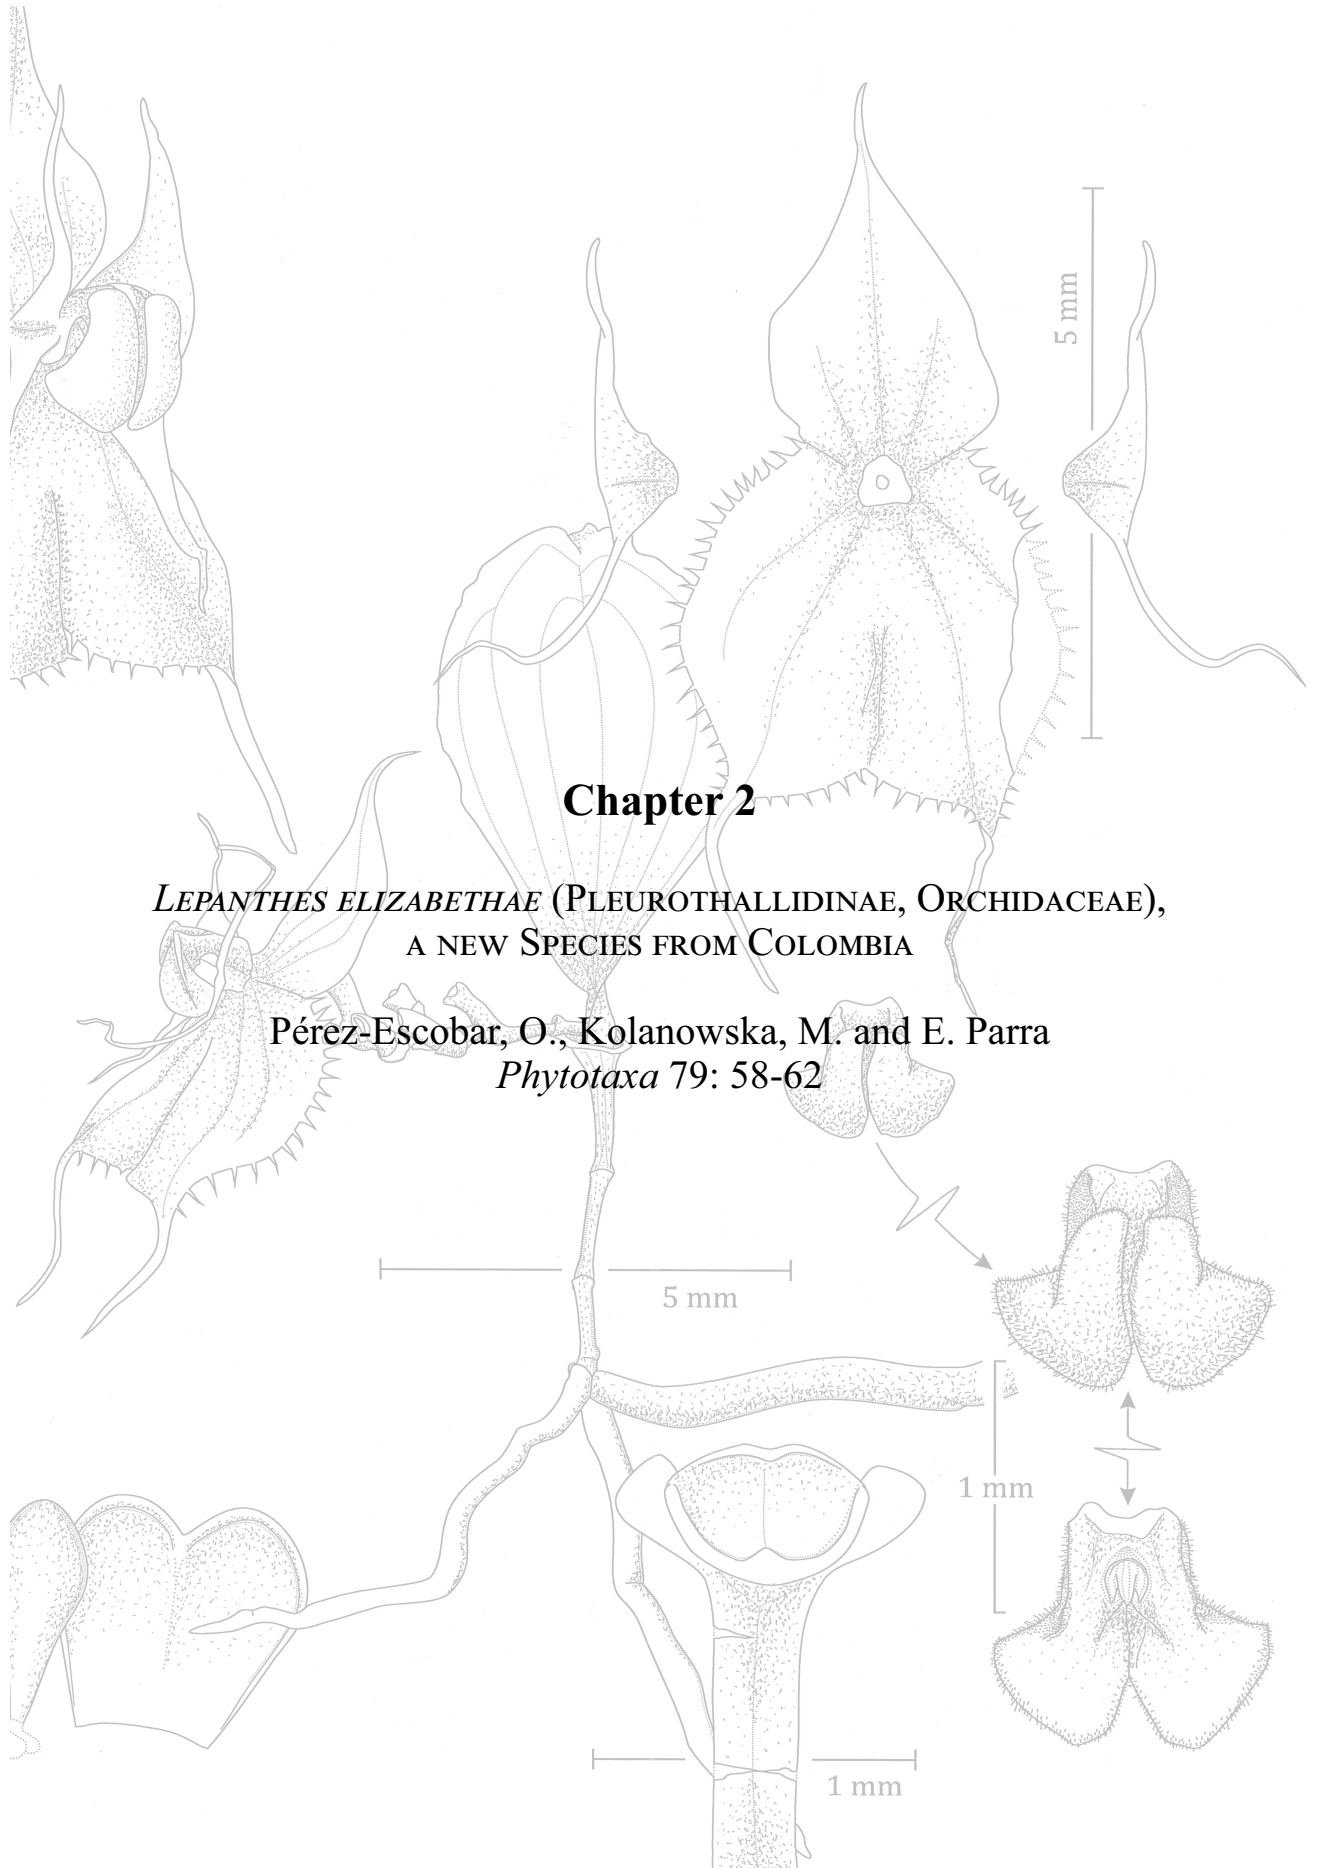 5 mm
Chapter 2
LEPANTHES ELIZABETHAE (PLEUROTHALLIDINAE, ORCHIDACEAE),
A NEW SPECIES FROM COLOMBIA
Pérez-Escobar, O., Kolanowska, M. and E. Parra
Phytotaxa 79: 58-62
5 mm
1 mm
1 mm